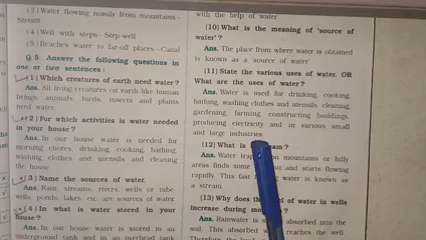 (3) Water flowing noisily from mountains -
Stream
(4) Well with steps - Step well
(5) Reaches water to far-off places - Canal
Q. 5. Answer the following questions in
one or two sentences :
(1) Which creatures of earth need water ?
Ans. All living creatures on earth like human
beings, animals, birds, insects and plants
need water.
(2) For which activities is water needed
in your house ?
Ans. In our house water is needed for
morning chores, drinking, cooking, bathing,
washing clothes and utensils and cleaning
the house.
(3) Name the sources of water.
Ans. Rain, streams, rivers, wells or tube-
wells, ponds, lakes, etc. are sources of water.
(4) In what water is stored in your
house ?
Ans. In our house water is stored in an
underground tank and in an overhead tank
with the help of water
(10) What is the meaning of 'source of
water' ?
Ans. The place from where water is obtained
is known as a source of water
(11) State the various uses of water. OR
What are the uses of water ?
Ans. Water is used for drinking, cooking,
bathing, washing clothes and utensils, cleaning,
gardening, farming, constructing buildings,
producing electricity and in various small
and large industries.
(12) What is
Ans. Water on mountains or hilly
areas finds some out and starts flowing
rapidly. This fast water is known as
a stream.
(13) Why does the of water in wells
increase during
Ans. Rainwater is absorbed into the
soil. This absorbed reaches the well.